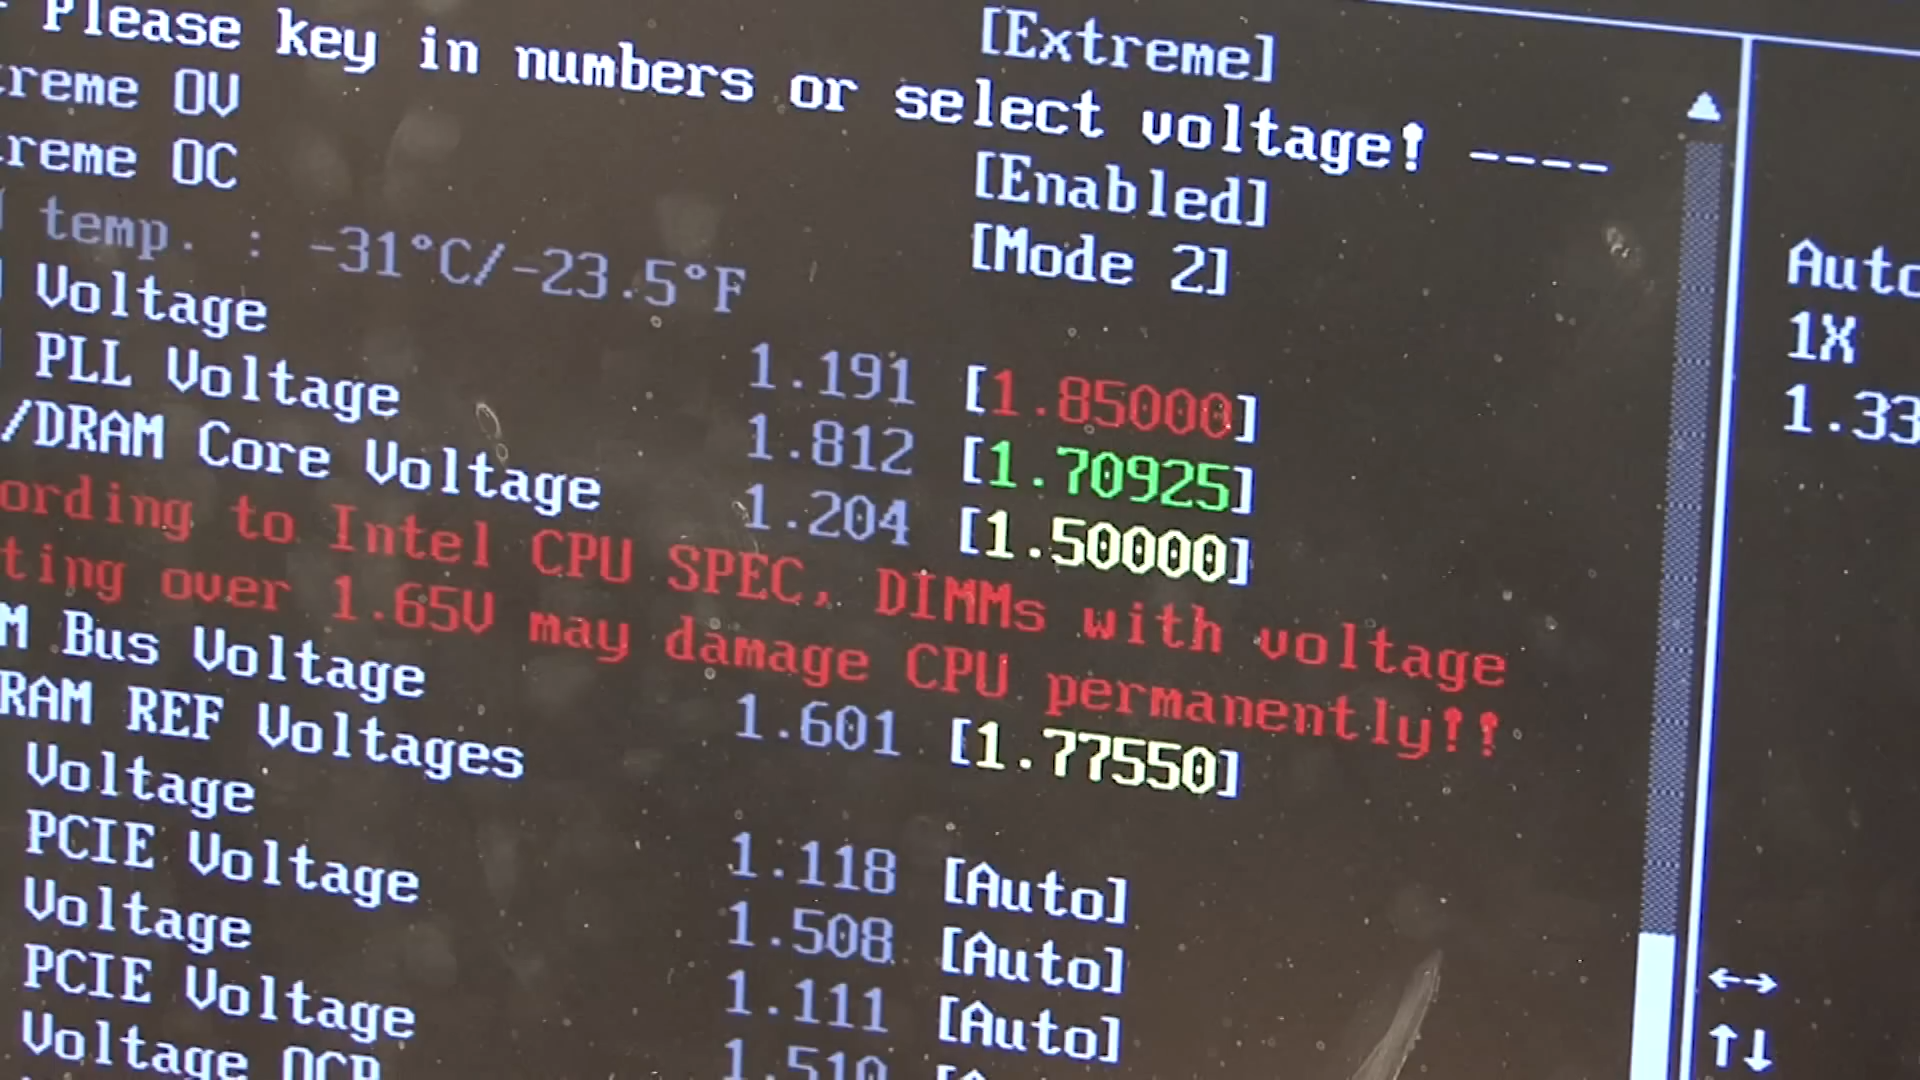 [Extreme]
Please key in numbers or select voltage! ----
treme OV [Enabled]
treme OC [Mode 2]
temp. : -31°C/-23.5°F
Voltage 1.191 [1.85000]
PLL Voltage 1.812 [1.70925]
/DRAM Core Voltage 1.204 [1.50000]
ording to Intel CPU SPEC, DIMMs with voltage
ting over 1.65V may damage CPU permanently!!
M Bus Voltage 1.601 [1.77550]
RAM REF Voltages
Voltage 1.118 [Auto]
PCIE Voltage 1.508 [Auto]
Voltage 1.111 [Auto]
PCIE Voltage 1.510
Voltage OCP
Auto
1X
1.33